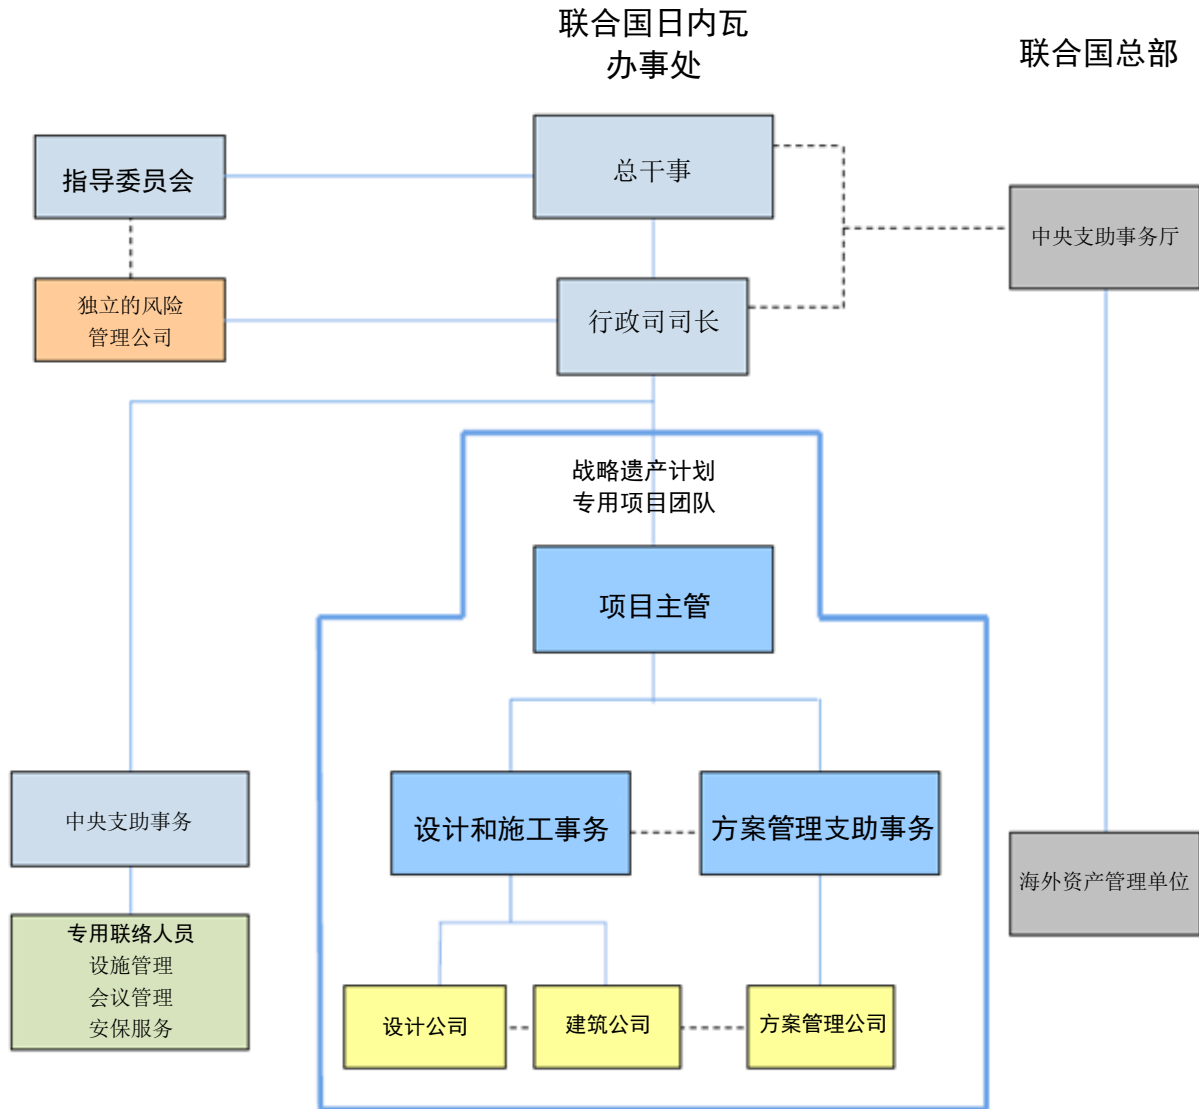 联合国日内瓦
办事处
联合国总部
指导委员会
总干事
中央支助事务厅
独立的风险
管理公司
行政司司长
战略遗产计划
专用项目团队
项目主管
中央支助事务
设计和施工事务
方案管理支助事务
海外资产管理单位
专用联络人员
设施管理
会议管理
安保服务
设计公司
建筑公司
方案管理公司